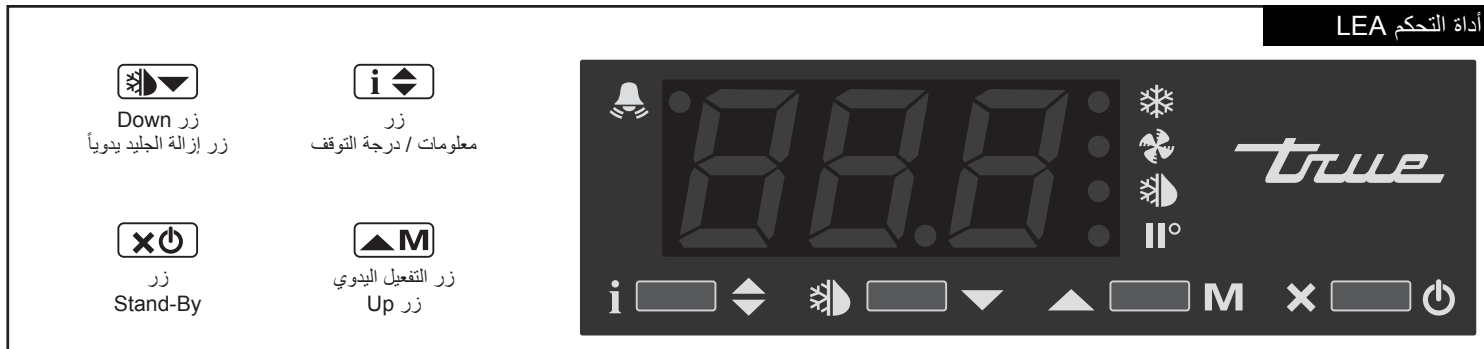 أداة التحكم LEA
زر
معلومات / درجة التوقف
زر Down
زر إزالة الجليد يدوياً
زر التفعيل اليدوي
زر Up
زر
Stand-By
i
M
i
M
true